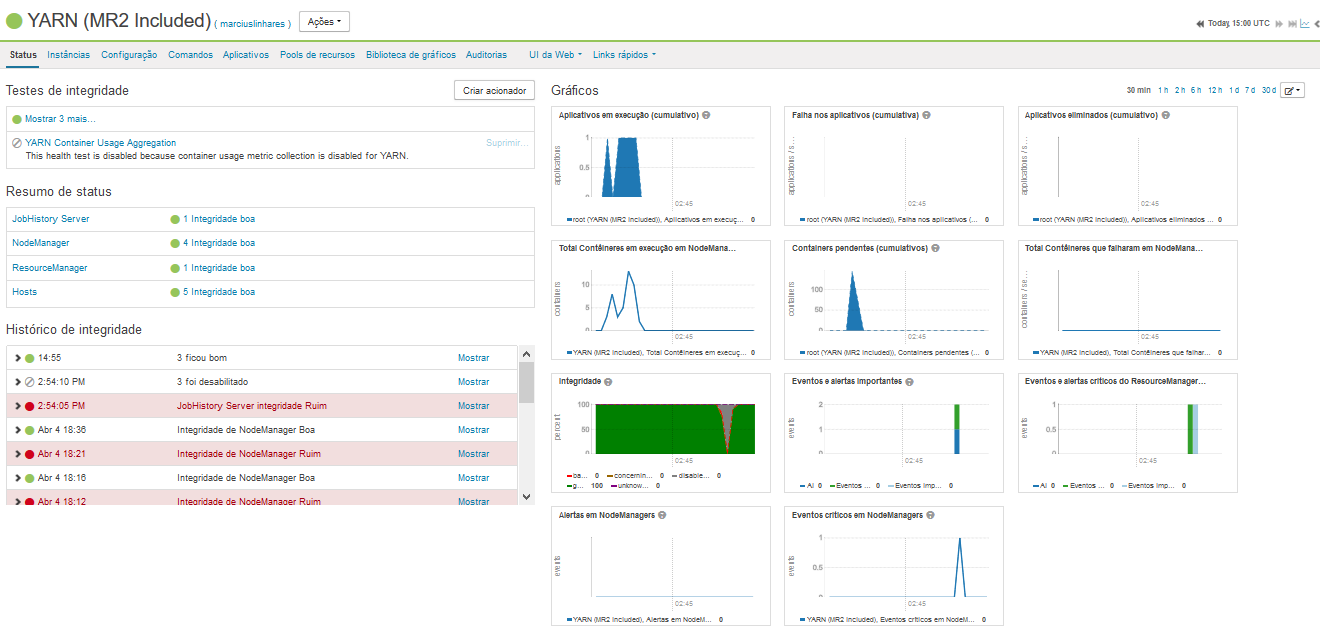 YARN (MR2 Included) ( marciuslinhares ) Ações
Today, 15:00 UTC
Status Instâncias Configuração Comandos Aplicativos Pools de recursos Biblioteca de gráficos Auditorias UI da Web Links rápidos
Testes de integridade
Criar acionador
Mostrar 3 mais...
YARN Container Usage Aggregation
Suprimir...
This health test is disabled because container usage metric collection is disabled for YARN.
Resumo de status
JobHistory Server 1 Integridade boa
NodeManager 4 Integridade boa
ResourceManager 1 Integridade boa
Hosts 5 Integridade boa
Histórico de integridade
14:55 3 ficou bom Mostrar
2:54:10 PM 3 foi desabilitado Mostrar
2:54:05 PM JobHistory Server integridade Ruim Mostrar
Abr 4 18:36 Integridade de NodeManager Boa Mostrar
Abr 4 18:21 Integridade de NodeManager Ruim Mostrar
Abr 4 18:16 Integridade de NodeManager Boa Mostrar
Abr 4 18:12 Integridade de NodeManager Ruim Mostrar
Gráficos
30 min 1 h 2 h 6 h 12 h 1 d 7 d 30 d
Aplicativos em execução (cumulativo)
applications
1
0.5
0
02:45
root (YARN (MR2 Included)), Aplicativos em execuç... 0
Falha nos aplicativos (cumulativa)
applications / s...
02:45
root (YARN (MR2 Included)), Falha nos aplicativos (... 0
Aplicativos eliminados (cumulativo)
applications / s...
02:45
root (YARN (MR2 Included)), Aplicativos eliminados ... 0
Total Contêineres em execução em NodeMana...
containers
10
5
0
02:45
YARN (MR2 Included), Total Contêineres em execuç... 0
Containers pendentes (cumulativos)
containers
100
50
0
02:45
root (YARN (MR2 Included)), Containers pendentes (... 0
Total Contêineres que falharam em NodeMana...
containers / se...
02:45
YARN (MR2 Included), Total Contêineres que falhar... 0
Integridade
percent
100
50
0
02:45
ba... 0 concernin... 0 disable... 0
g... 100 unknow... 0
Eventos e alertas importantes
events
2
1
0
02:45
Al 0 Eventos ... 0 Eventos imp... 0
Eventos e alertas críticos do ResourceManager...
events
1
0.5
0
02:45
Al 0 Eventos ... 0 Eventos imp... 0
Alertas em NodeManagers
events
02:45
YARN (MR2 Included), Alertas em NodeM... 0
Eventos críticos em NodeManagers
events
1
0.5
0
02:45
YARN (MR2 Included), Eventos críticos em NodeM... 0